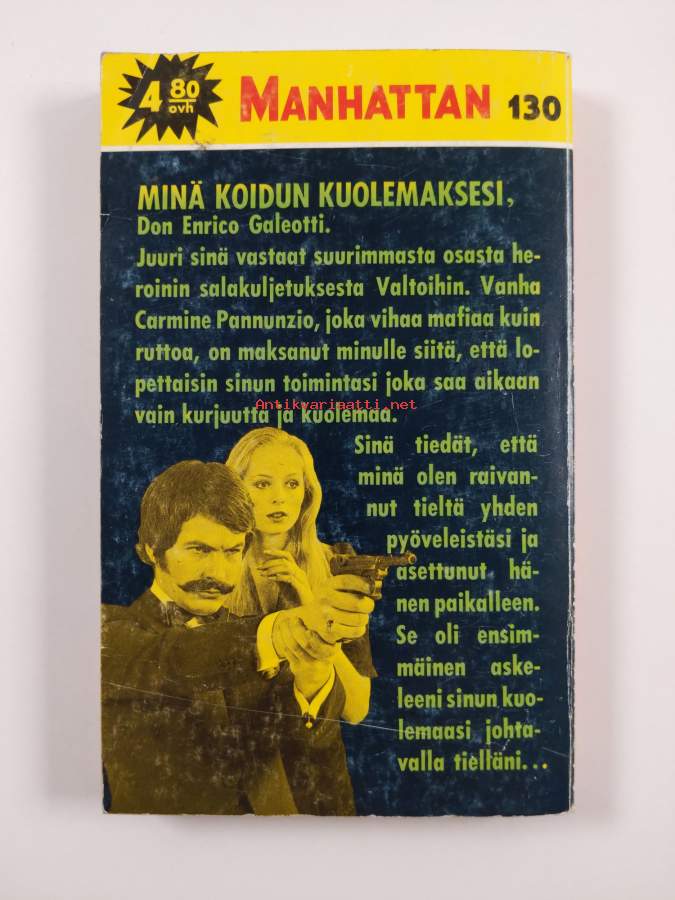 4 80 ovh
MANHATTAN 130
MINÄ KOIDUN KUOLEMAKSESI,
Don Enrico Galeotti.
Juuri sinä vastaat suurimmasta osasta he-
roinin salakuljetuksesta Valtoihin. Vanha
Carmine Pannunzio, joka vihaa mafiaa kuin
ruttoa, on maksanut minulle siitä, että lo-
pettaisin sinun toimintasi joka saa aikaan
Antikvariaatti.net
vain kurjuutta ja kuolemaa.
Sinä tiedät, että
minä olen raivan-
nut tieltä yhden
pyöveleistäsi ja
asettunut hä-
nen paikalleen.
Se oli ensim-
mäinen aske-
leeni sinun kuo-
lemaasi johta-
valla tielläni...